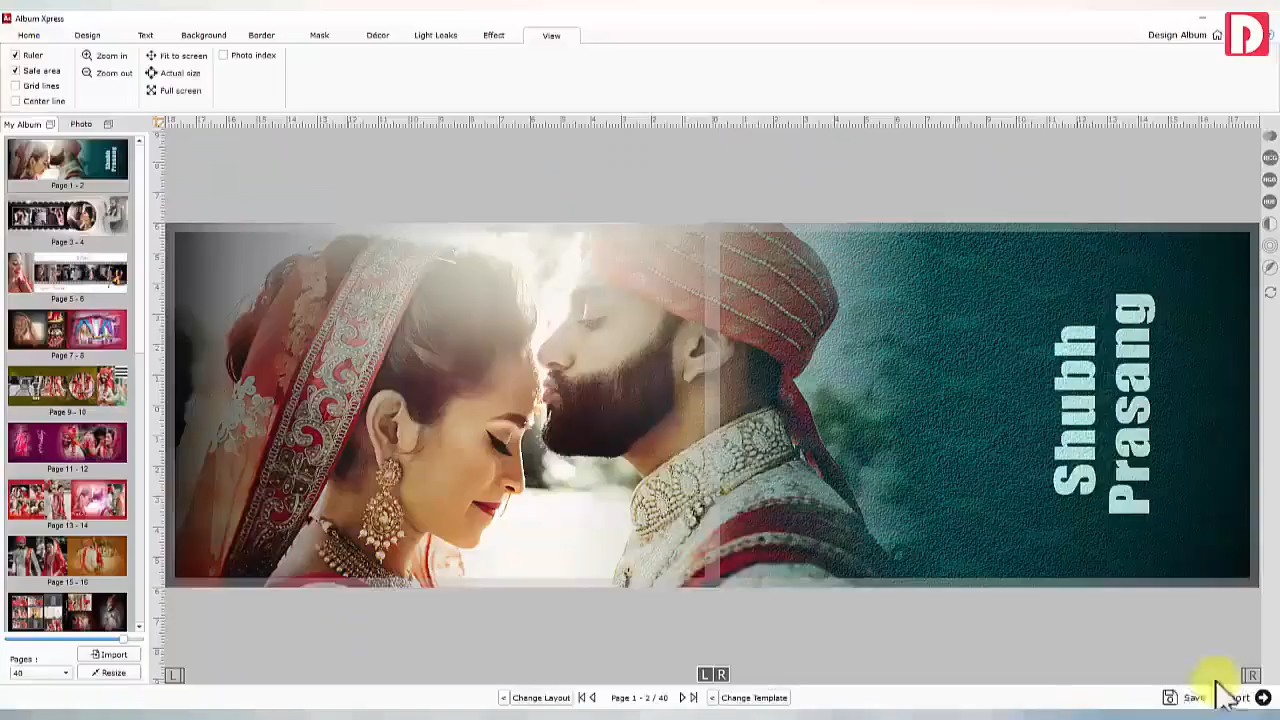 Album Xpress
Home Design Text Background Border Mask Décor Light Leaks Effect View
Design Album
Ruler
Safe area
Grid lines
Center line
Zoom in
Zoom out
Fit to screen
Actual size
Full screen
Photo index
My Album Photo
Page 1 - 2
Page 3 - 4
Page 5 - 6
Page 7 - 8
Page 9 - 10
Page 11 - 12
Page 13 - 14
Page 15 - 16
Shubh
Prasang
Pages :
40
Import
Resize
L
L R
R
< Change Layout
Page 1 - 2 / 40
< Change Template
Save